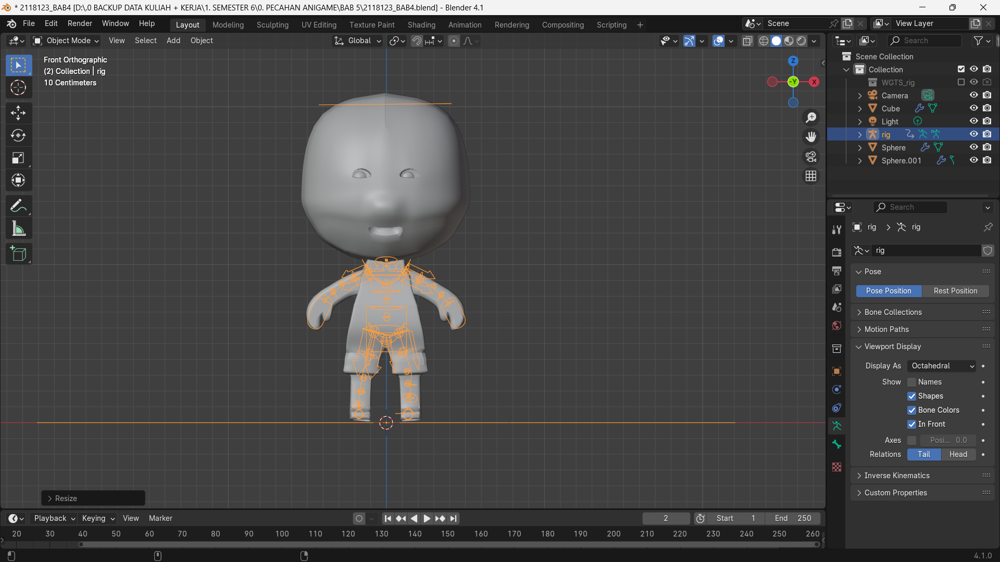 * 2118123_BAB4 [D:\.0 BACKUP DATA KULIAH + KERJA\1. SEMESTER 6\0. PECAHAN ANIGAME\BAB 5\2118123_BAB4.blend] - Blender 4.1
File Edit Render Window Help Layout Modeling Sculpting UV Editing Texture Paint Shading Animation Rendering Compositing Scripting + Scene View Layer
Object Mode View Select Add Object Global Search
Front Orthographic
(2) Collection | rig
10 Centimeters
Z
-Y
X
Scene Collection
Collection
WGTS_rig
Camera
Cube
Light
rig
Sphere
Sphere.001
Search
rig > rig
rig
Pose
Pose Position Rest Position
Bone Collections
Motion Paths
Viewport Display
Display As Octahedral
Show Names
Shapes
Bone Colors
In Front
Axes Posi... 0.0
Relations Tail Head
Inverse Kinematics
Custom Properties
Resize
Playback Keying View Marker 2 Start 1 End 250
20 30 40 50 60 70 80 90 100 110 120 130 140 150 160 170 180 190 200 210 220 230 240 250 260
4.1.0